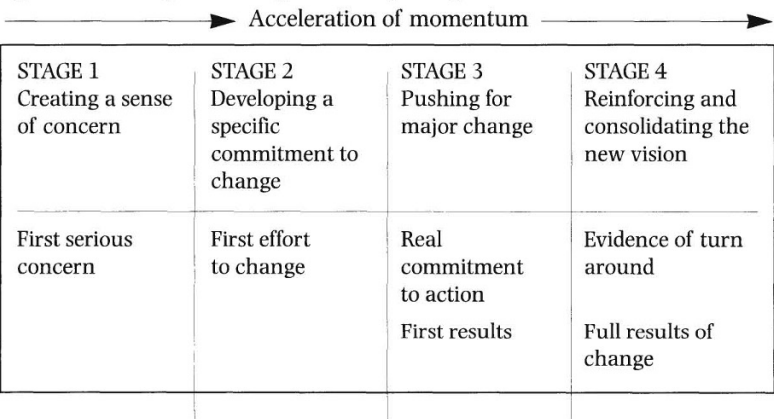 Acceleration of momentum
STAGE 1
Creating a sense
of concern
STAGE 2
Developing a
specific
commitment to
change
STAGE 3
Pushing for
major change
STAGE 4
Reinforcing and
consolidating the
new vision
First serious
concern
First effort
to change
Real
commitment
to action
First results
Evidence of turn
around
Full results of
change